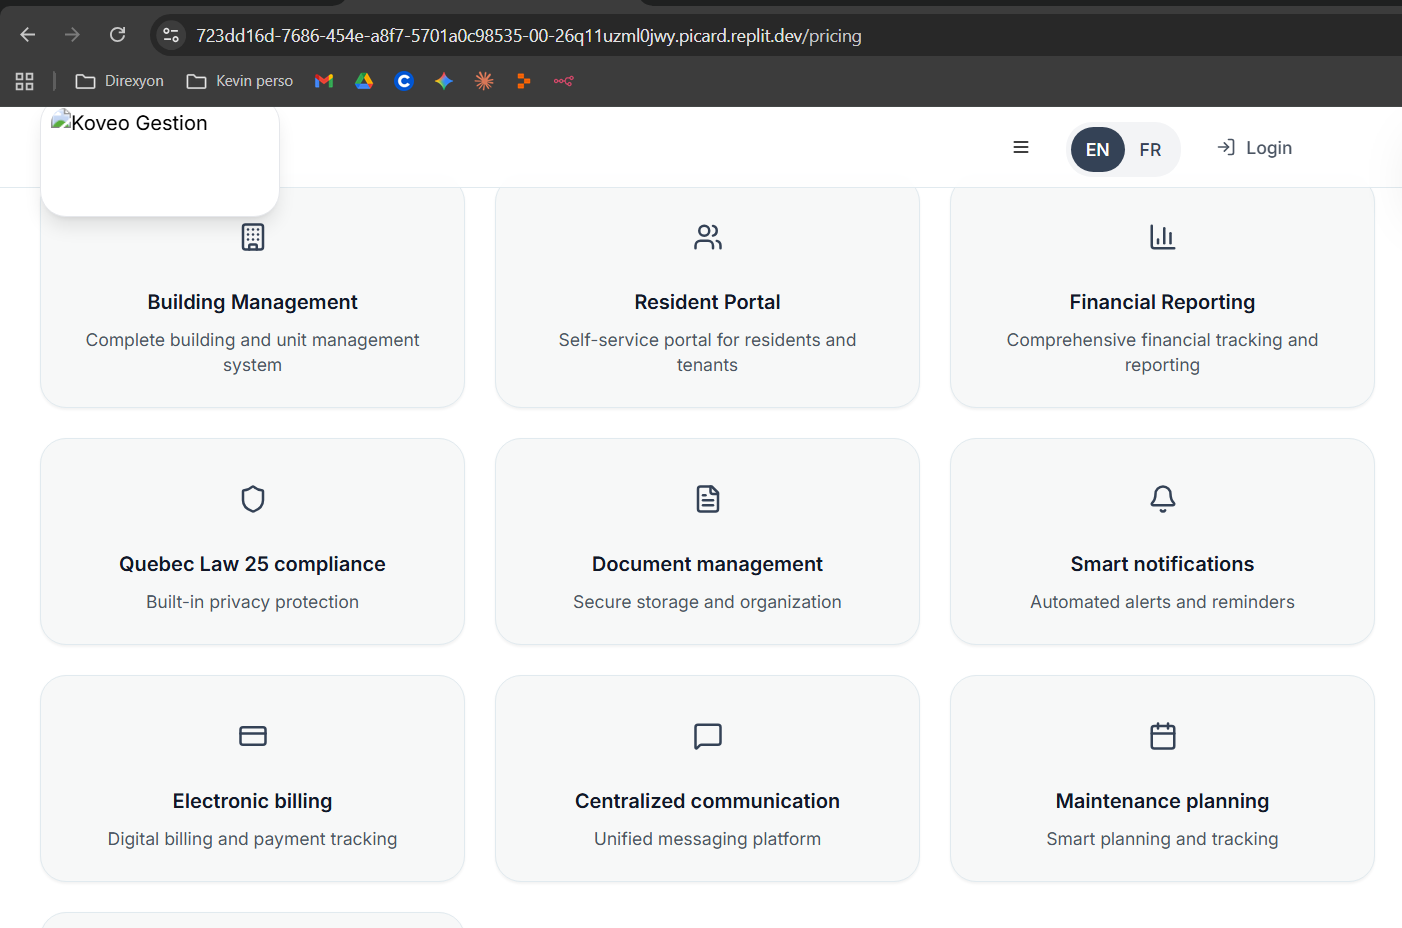 723dd16d-7686-454e-a8f7-5701a0c98535-00-26q11uzml0jwy.picard.replit.dev/pricing
Direxyon
Kevin perso
Koveo Gestion
EN
FR
Login
Building Management
Complete building and unit management
system
Resident Portal
Self-service portal for residents and
tenants
Financial Reporting
Comprehensive financial tracking and
reporting
Quebec Law 25 compliance
Built-in privacy protection
Document management
Secure storage and organization
Smart notifications
Automated alerts and reminders
Electronic billing
Digital billing and payment tracking
Centralized communication
Unified messaging platform
Maintenance planning
Smart planning and tracking